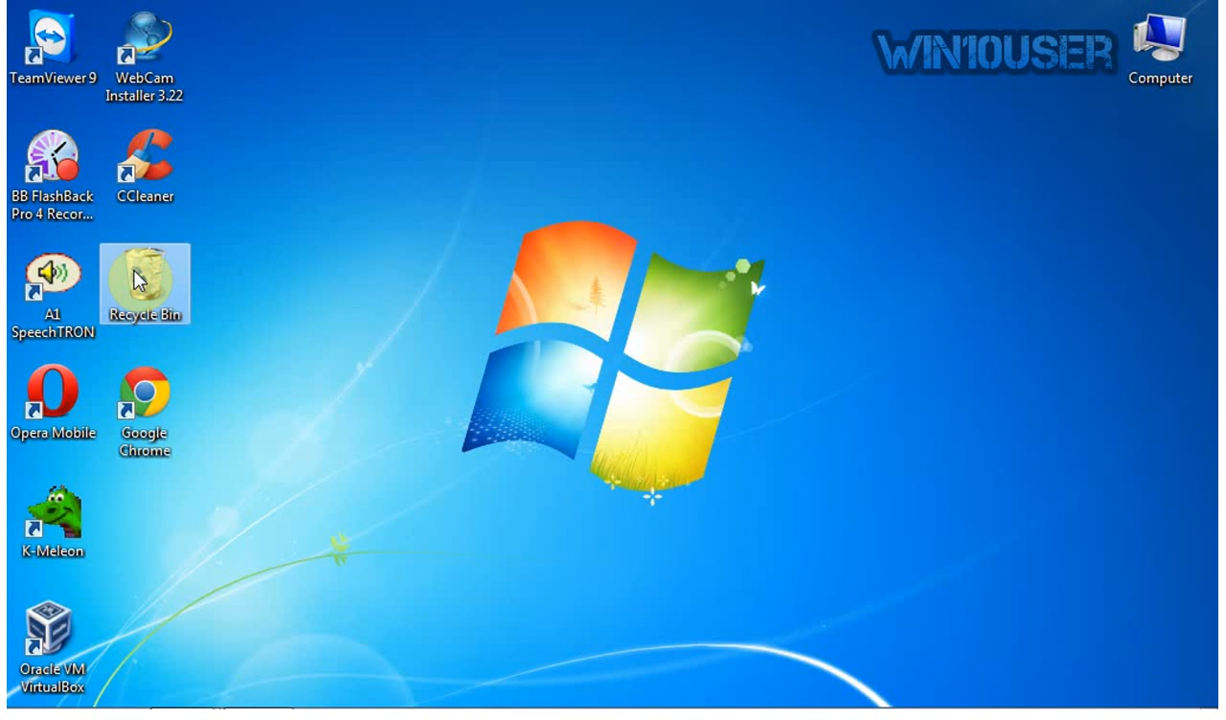 TeamViewer 9
WebCam
Installer 3.22
WIN10USER
Computer
BB FlashBack
Pro 4 Recor...
CCleaner
A1
SpeechTRON
Recycle Bin
Opera Mobile
Google
Chrome
K-Meleon
Oracle VM
VirtualBox